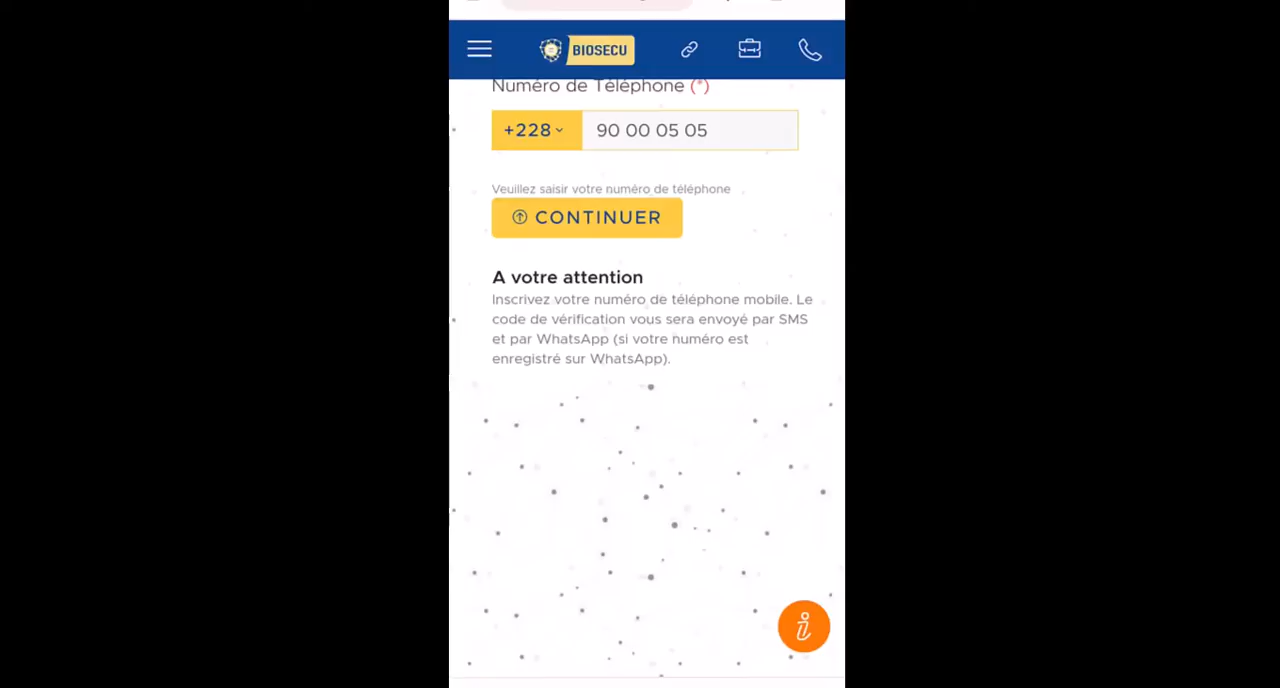 BIOSECU
Numéro de Téléphone (*)
+228 90 00 05 05
Veuillez saisir votre numéro de téléphone
CONTINUER
A votre attention
Inscrivez votre numéro de téléphone mobile. Le
code de vérification vous sera envoyé par SMS
et par WhatsApp (si votre numéro est
enregistré sur WhatsApp).